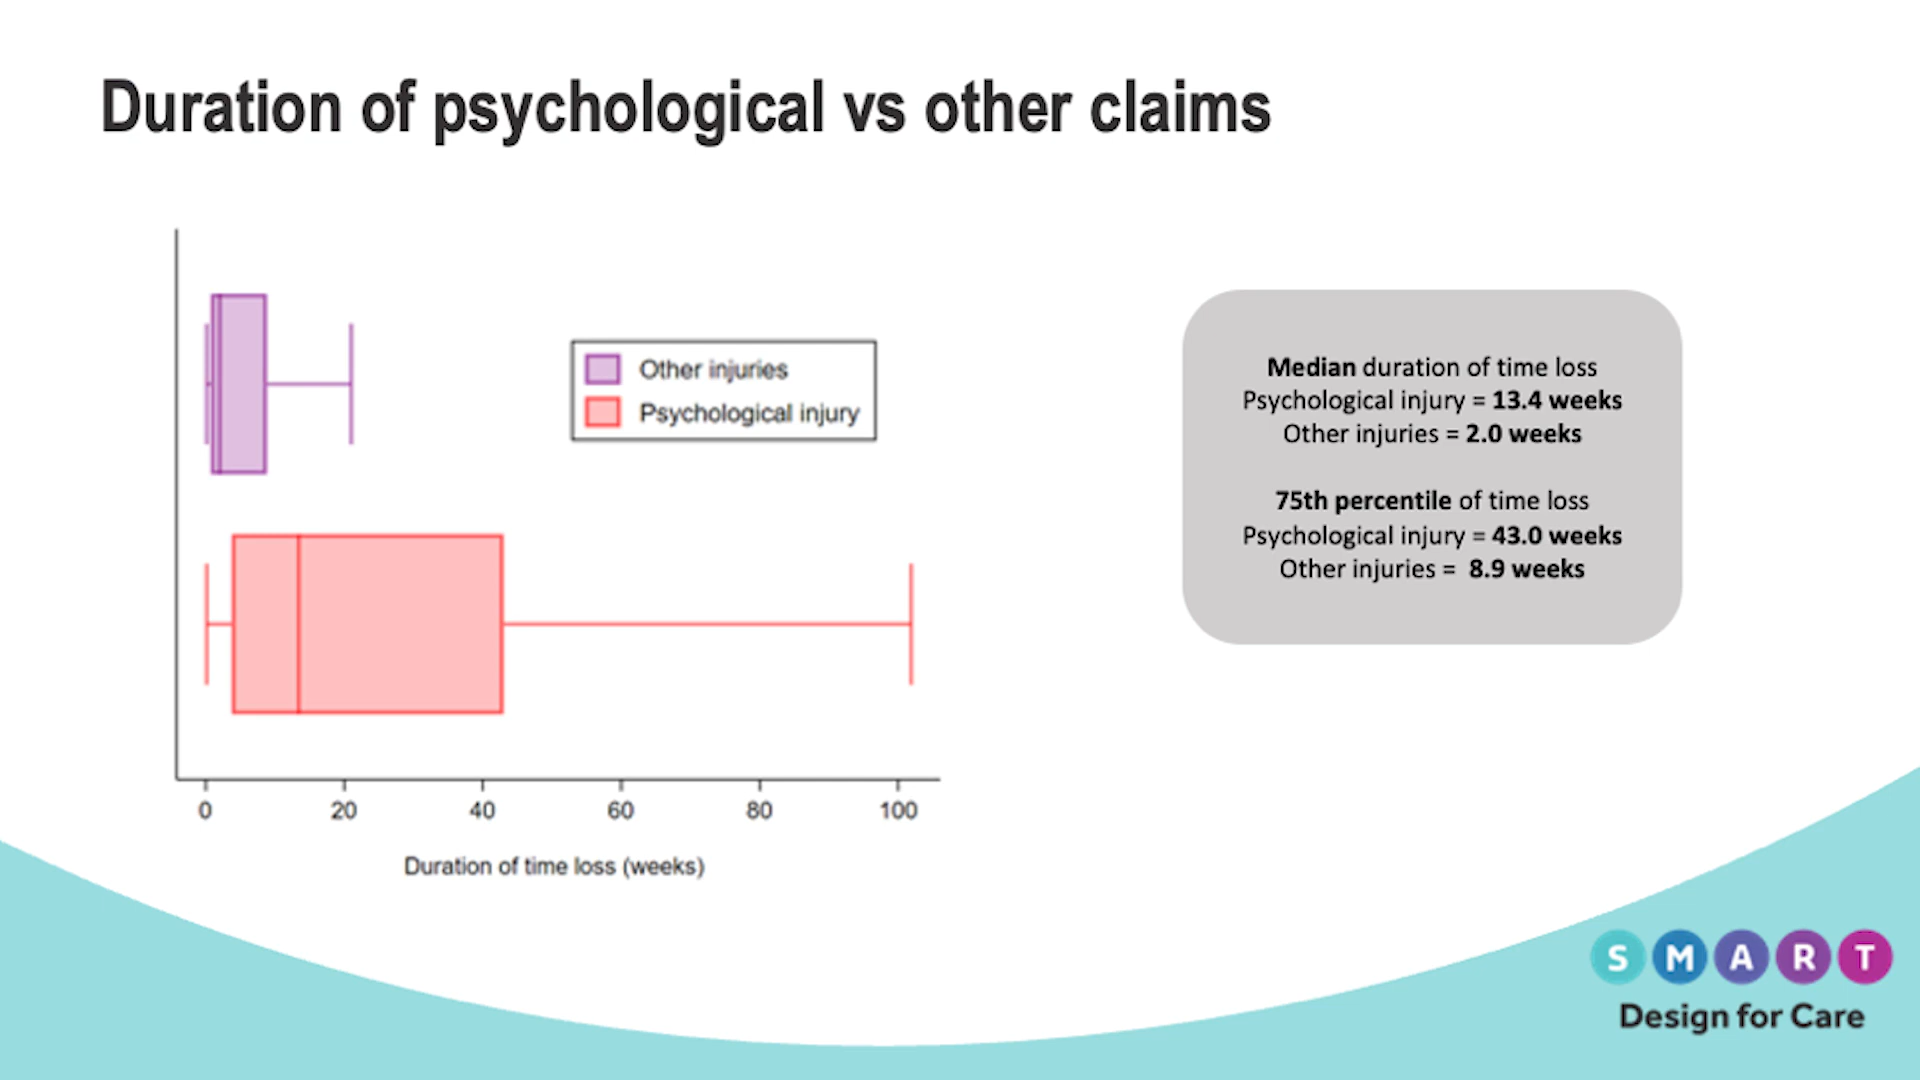 Duration of psychological vs other claims
Other injuries
Psychological injury
0 20 40 60 80 100
Duration of time loss (weeks)
Median duration of time loss
Psychological injury = 13.4 weeks
Other injuries = 2.0 weeks
75th percentile of time loss
Psychological injury = 43.0 weeks
Other injuries = 8.9 weeks
SMART
Design for Care